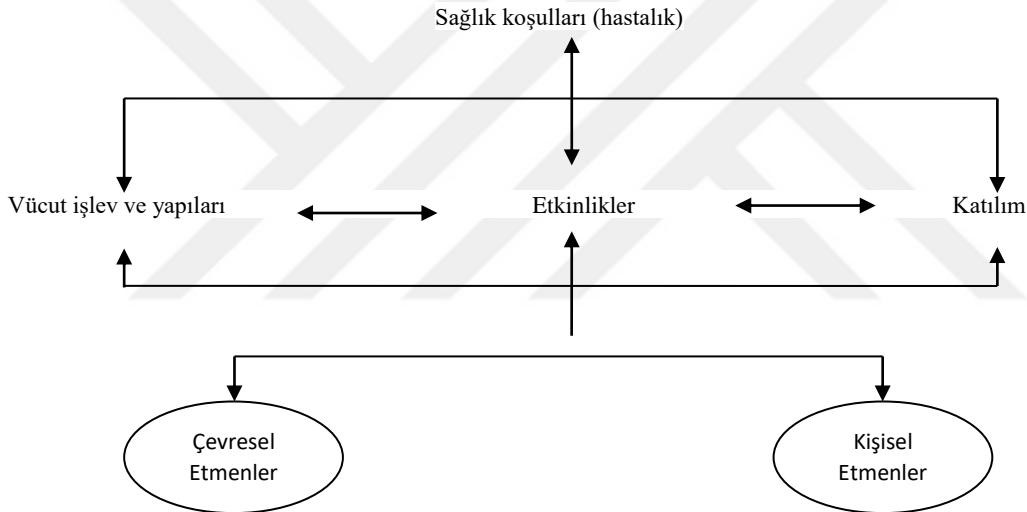 Sağlık koşulları (hastalık)
Vücut işlev ve yapıları
Etkinlikler
Katılım
Çevresel
Etmenler
Kişisel
Etmenler